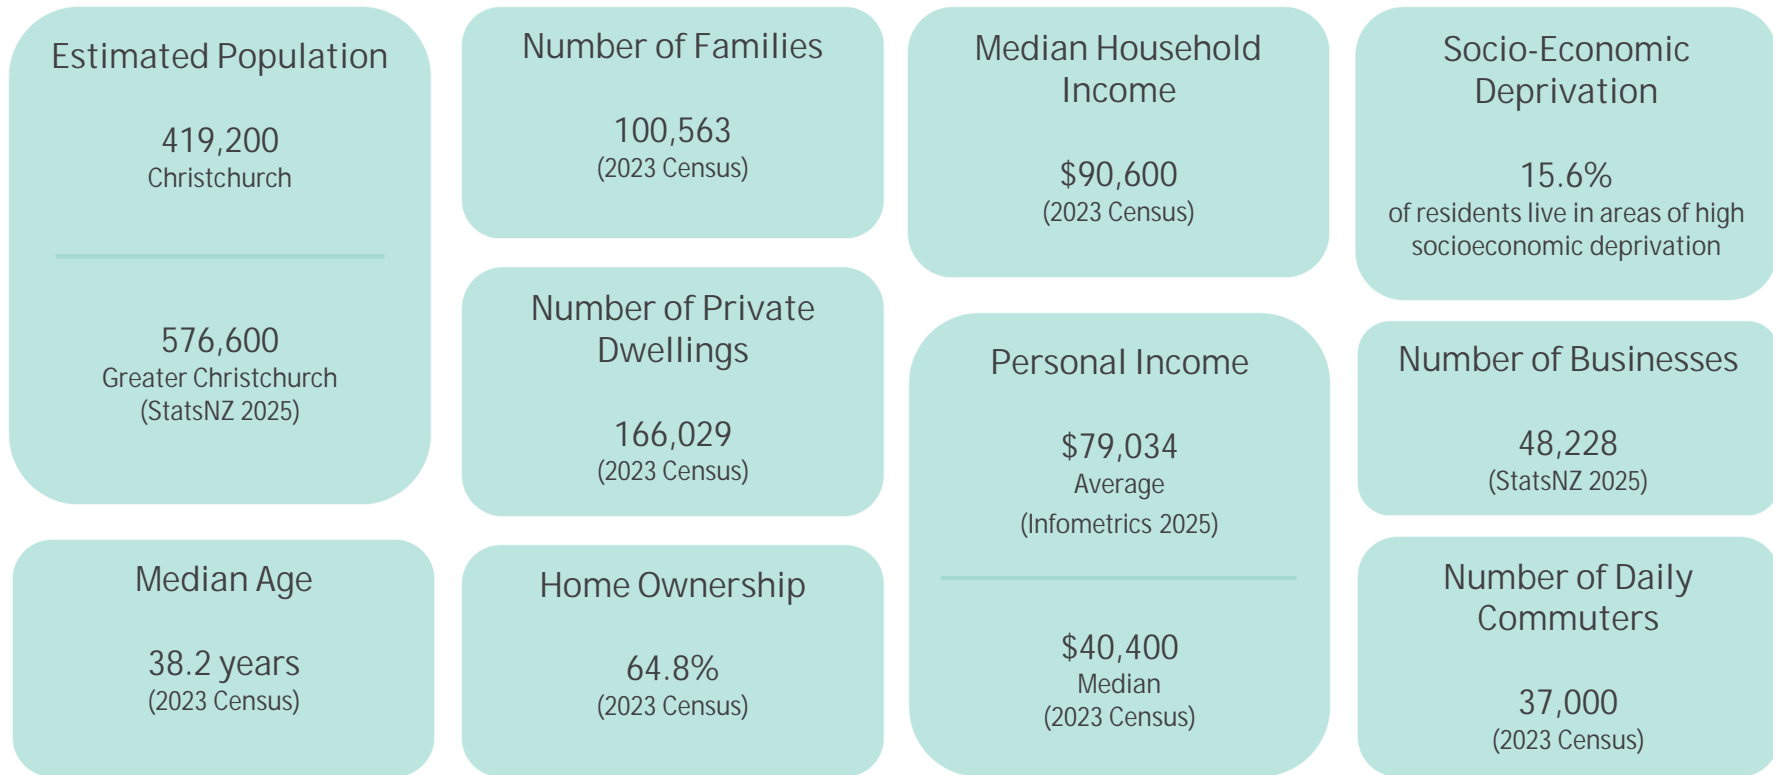 Estimated Population
419,200
Christchurch
576,600
Greater Christchurch
(StatsNZ 2025)
Median Age
38.2 years
(2023 Census)
Number of Families
100,563
(2023 Census)
Number of Private
Dwellings
166,029
(2023 Census)
Home Ownership
64.8%
(2023 Census)
Median Household
Income
$90,600
(2023 Census)
Personal Income
$79,034
Average
(Infometrics 2025)
$40,400
Median
(2023 Census)
Socio-Economic
Deprivation
15.6%
of residents live in areas of high
socioeconomic deprivation
Number of Businesses
48,228
(StatsNZ 2025)
Number of Daily
Commuters
37,000
(2023 Census)